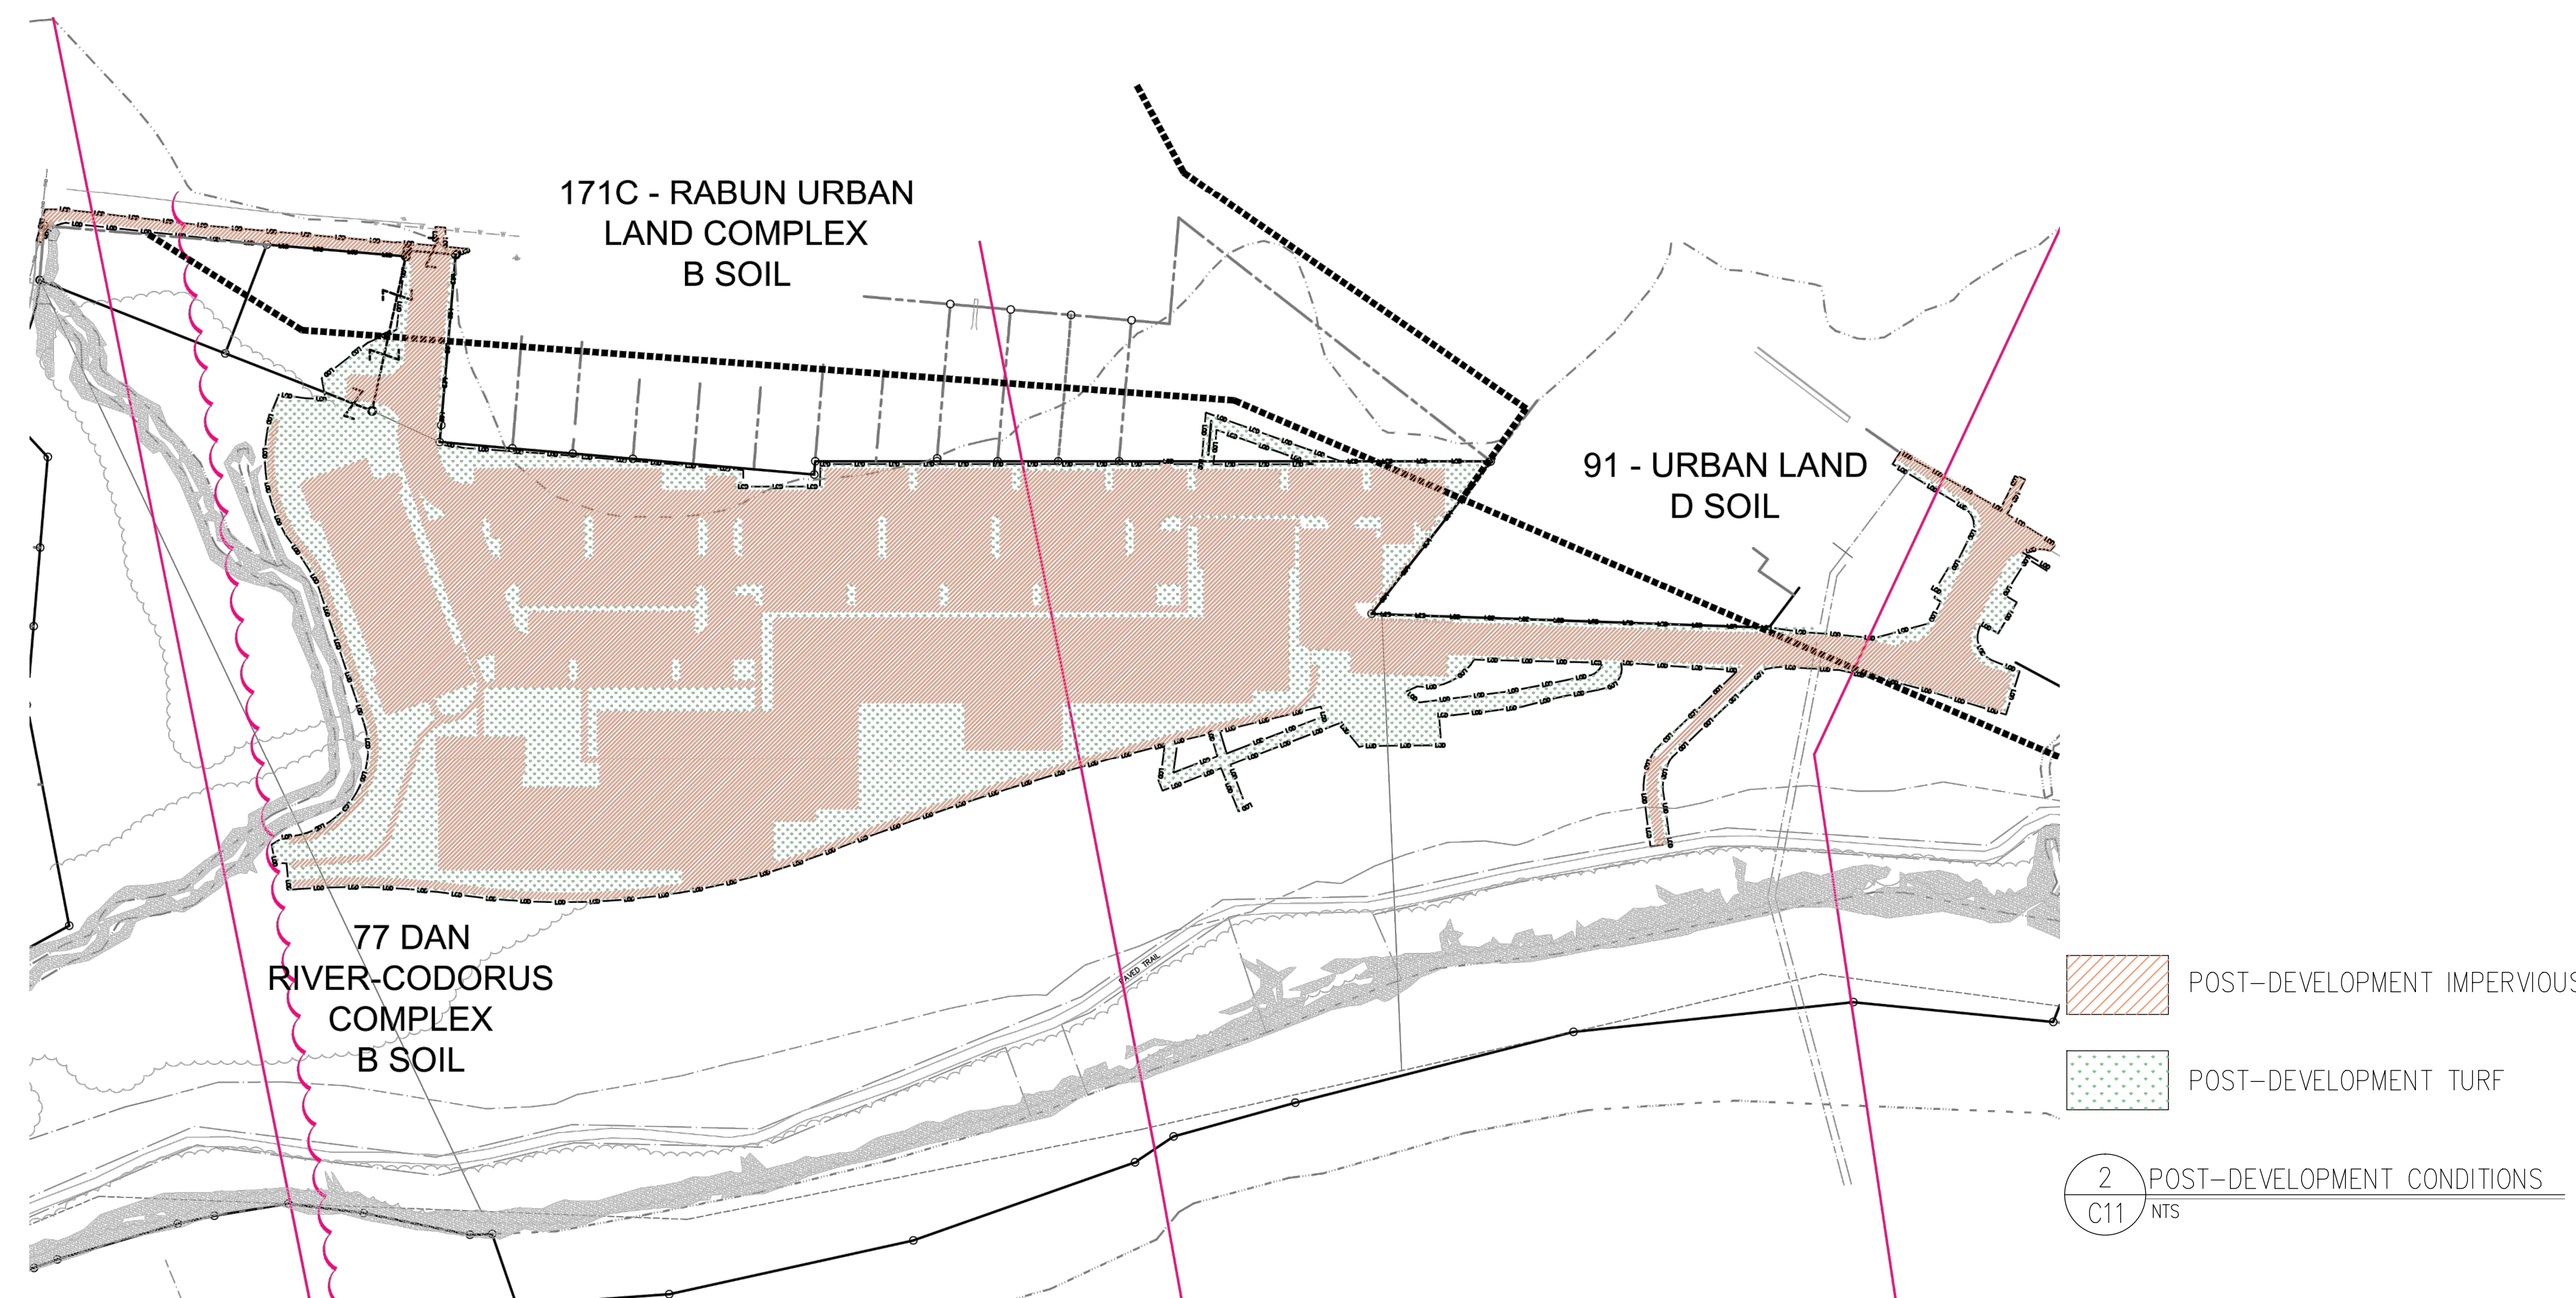 171C - RABUN URBAN
LAND COMPLEX
B SOIL
91 - URBAN LAND
D SOIL
77 DAN
RIVER-CODORUS
COMPLEX
B SOIL
TRAIL
POST-DEVELOPMENT IMPERVIOUS
POST-DEVELOPMENT TURF
2
C11
POST-DEVELOPMENT CONDITIONS
NTS